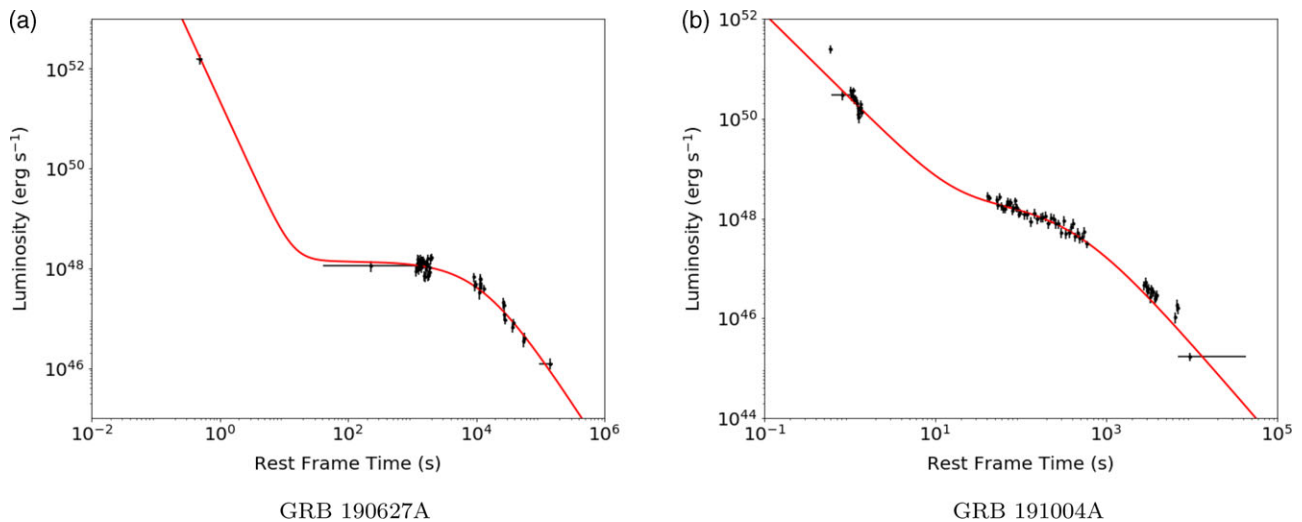 (a)
10^52
10^50
10^48
10^46
Luminosity (erg s^−1)
10^−2
10^0
10^2
10^4
10^6
Rest Frame Time (s)
GRB 190627A
(b)
10^52
10^50
10^48
10^46
10^44
Luminosity (erg s^−1)
10^−1
10^1
10^3
10^5
Rest Frame Time (s)
GRB 191004A